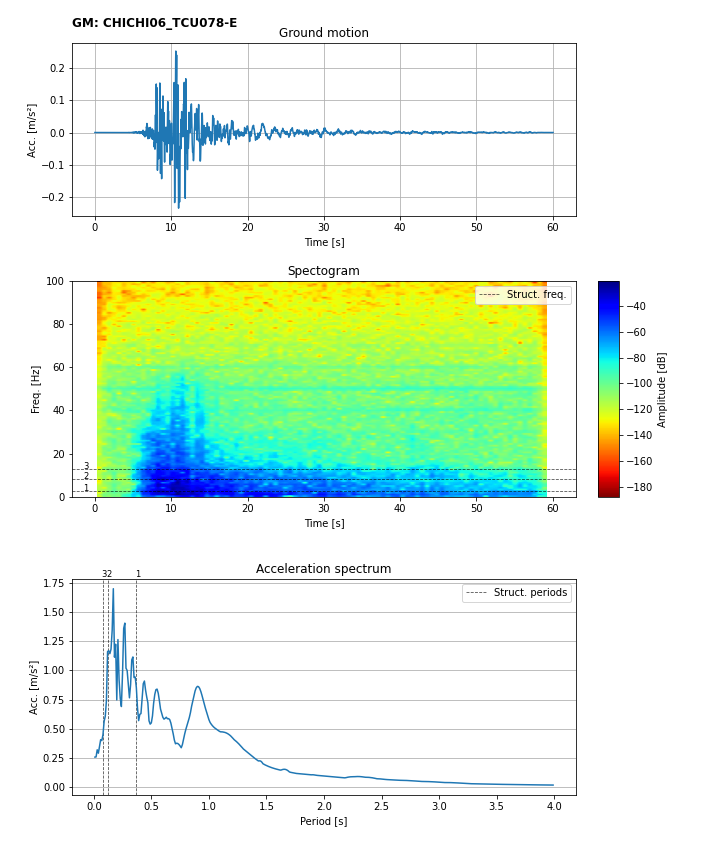 GM: CHICHI06_TCU078-E
Ground motion
Acc. [m/s²]
0.2
0.1
0.0
−0.1
−0.2
0 10 20 30 40 50 60
Time [s]
Spectogram
Struct. freq.
Freq. [Hz]
100
80
60
40
20
0
3
2
1
0 10 20 30 40 50 60
Time [s]
−40
−60
−80
−100
−120
−140
−160
−180
Amplitude [dB]
Acceleration spectrum
32 1
Struct. periods
Acc. [m/s²]
1.75
1.50
1.25
1.00
0.75
0.50
0.25
0.00
0.0 0.5 1.0 1.5 2.0 2.5 3.0 3.5 4.0
Period [s]